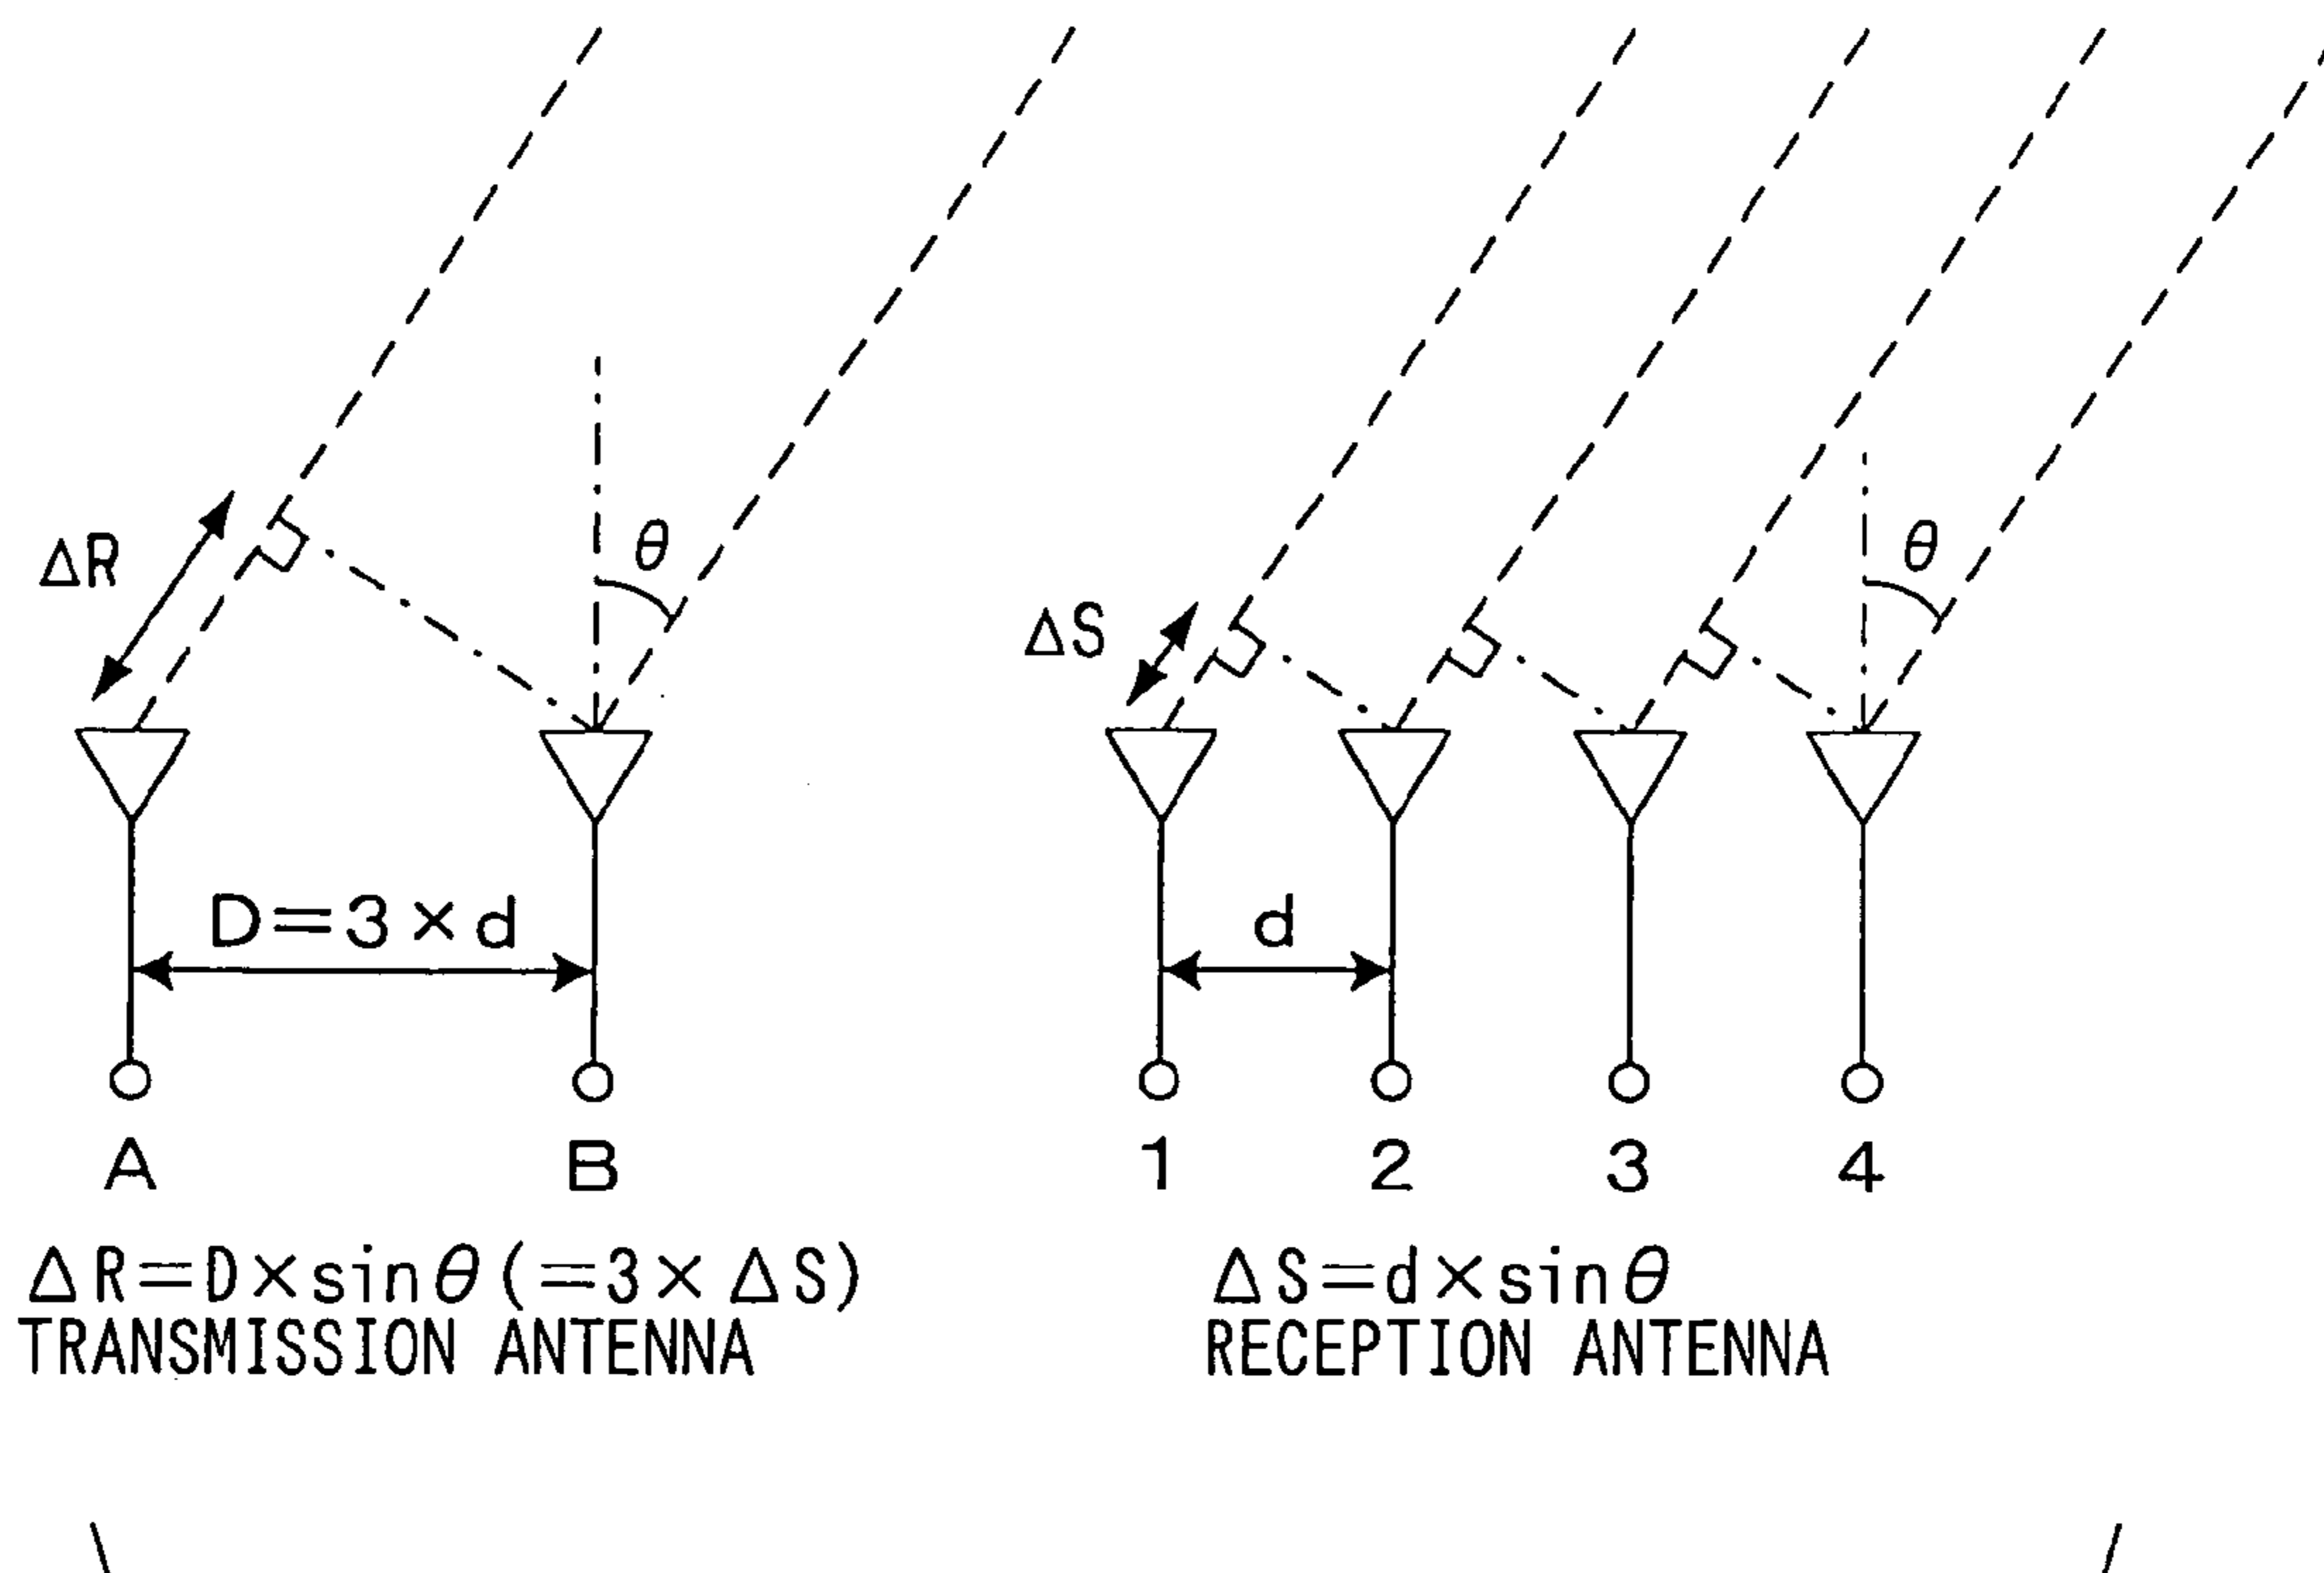 θ θ
ΔR
ΔS
D=3×d d
A B 1 2 3 4
ΔR=D×sinθ(=3×ΔS) ΔS=d×sinθ
TRANSMISSION ANTENNA RECEPTION ANTENNA